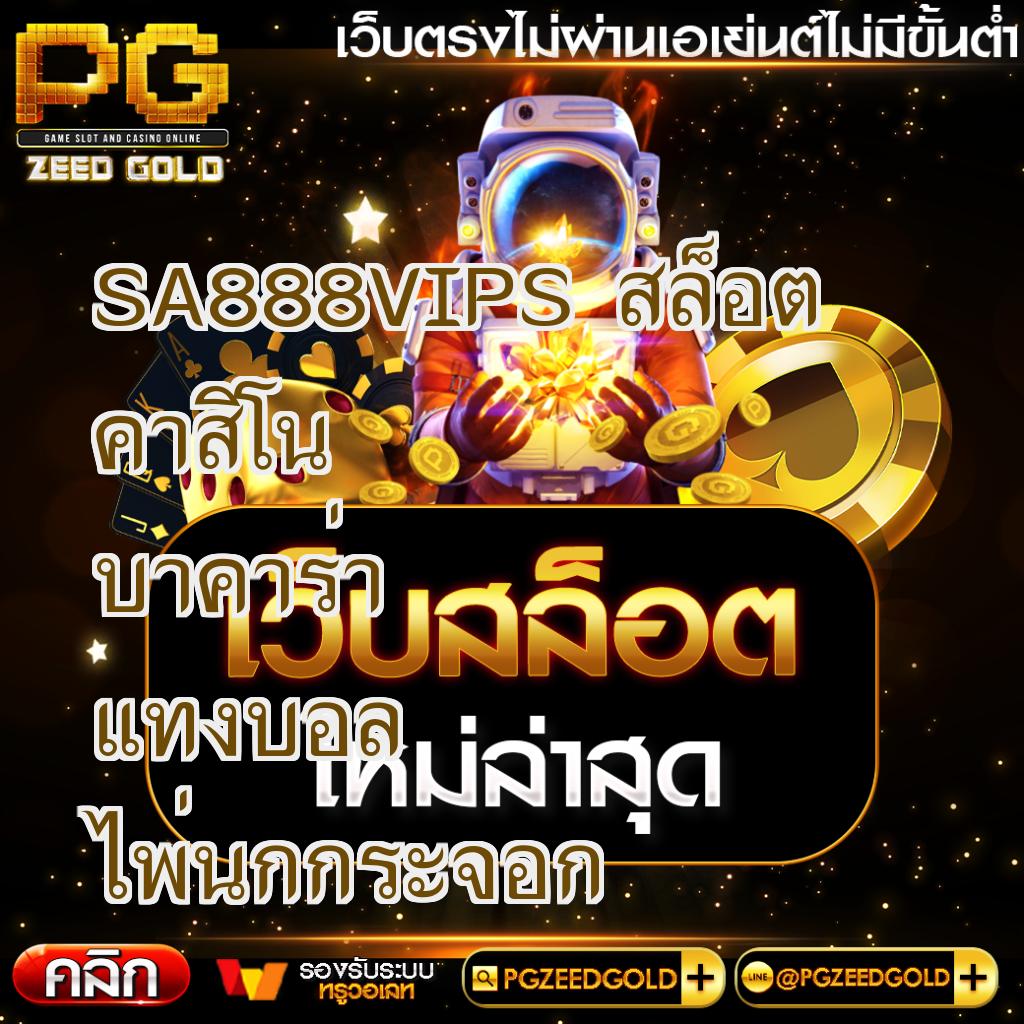 เว็บตรงไม่ผ่านเอเย่นต์ไม่มีขั้นต่ำ
PG
GAME SLOT AND CASINO ONLINE
ZEED GOLD
SA888VIPS สล็อต
คาสิโน
บาคาร่า
เว็บสล็อต
แทงบอล
ใหม่ล่าสุด
ไพ่นกกระจอก
คลิก
รองรับระบบ
ทรูวอเลท
PGZEEDGOLD +
LINE @PGZEEDGOLD +